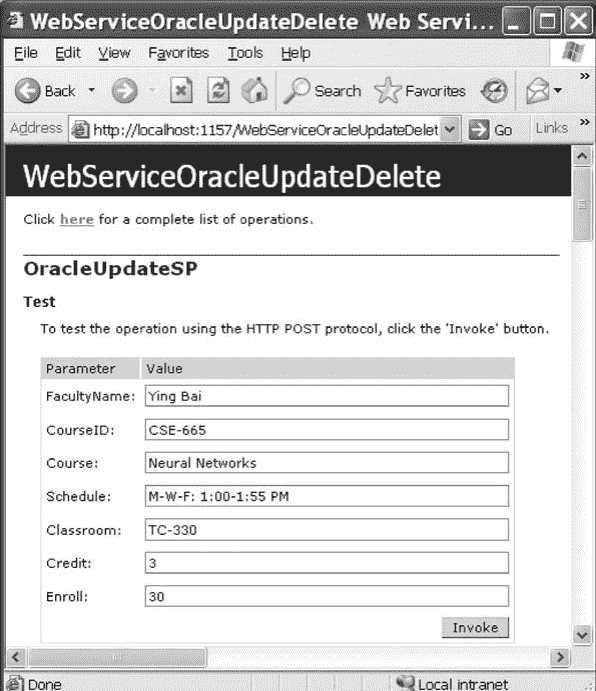 WebServiceOracleUpdateDelete Web Servi...
File Edit View Favorites Tools Help
Back Search Favorites »
Address http://localhost:1157/WebServiceOracleUpdateDelet Go Links »
WebServiceOracleUpdateDelete
Click here for a complete list of operations.
OracleUpdateSP
Test
To test the operation using the HTTP POST protocol, click the 'Invoke' button.
Parameter Value
FacultyName: Ying Bai
CourseID: CSE-665
Course: Neural Networks
Schedule: M-W-F: 1:00-1:55 PM
Classroom: TC-330
Credit: 3
Enroll: 30
Invoke
Done Local intranet